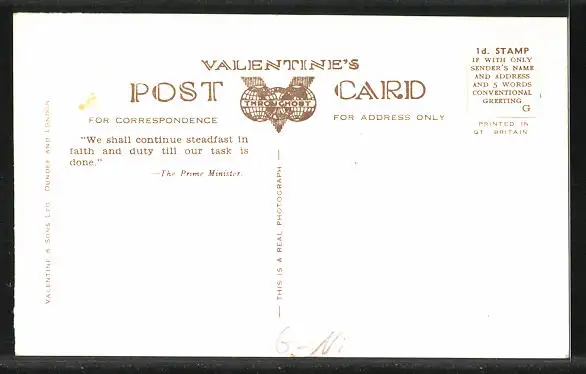 VALENTINE'S
POST CARD
THROUGHOUT
FOR CORRESPONDENCE
FOR ADDRESS ONLY
"We shall continue steadfast in
faith and duty till our task is
done."
—The Prime Minister.
1d. STAMP
IF WITH ONLY
SENDER'S NAME
AND ADDRESS
AND 5 WORDS
CONVENTIONAL
GREETING
G
PRINTED IN
GT BRITAIN
VALENTINE & SONS LTD. DUNDEE AND LONDON
— THIS IS A REAL PHOTOGRAPH —